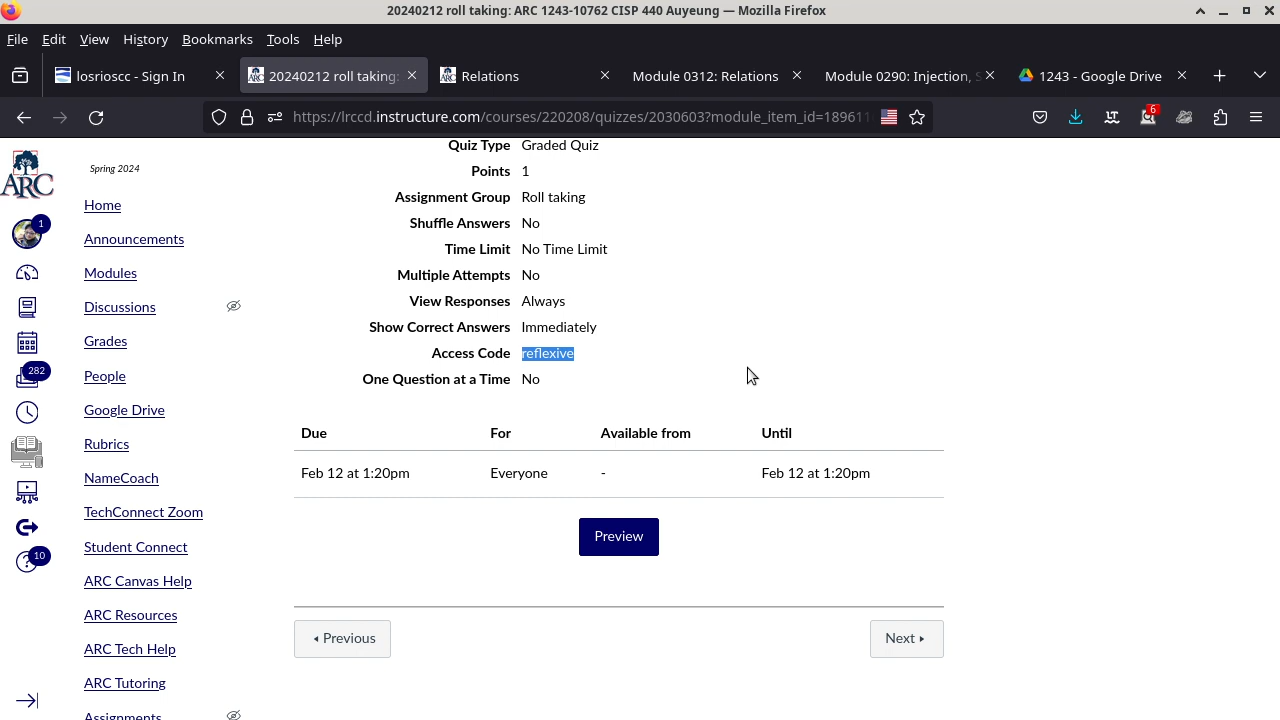 20240212 roll taking: ARC 1243-10762 CISP 440 Auyeung — Mozilla Firefox
File Edit View History Bookmarks Tools Help
losrioscc - Sign In
20240212 roll taking:
Relations
Module 0312: Relations
Module 0290: Injection, S
1243 - Google Drive
https://lrccd.instructure.com/courses/220208/quizzes/2030603?module_item_id=189611
6
ARC
Spring 2024
1
282
10
Home
Announcements
Modules
Discussions
Grades
People
Google Drive
Rubrics
NameCoach
TechConnect Zoom
Student Connect
ARC Canvas Help
ARC Resources
ARC Tech Help
ARC Tutoring
Assignments
Quiz Type Graded Quiz
Points 1
Assignment Group Roll taking
Shuffle Answers No
Time Limit No Time Limit
Multiple Attempts No
View Responses Always
Show Correct Answers Immediately
Access Code reflexive
One Question at a Time No
Due For Available from Until
Feb 12 at 1:20pm Everyone - Feb 12 at 1:20pm
Preview
Previous
Next